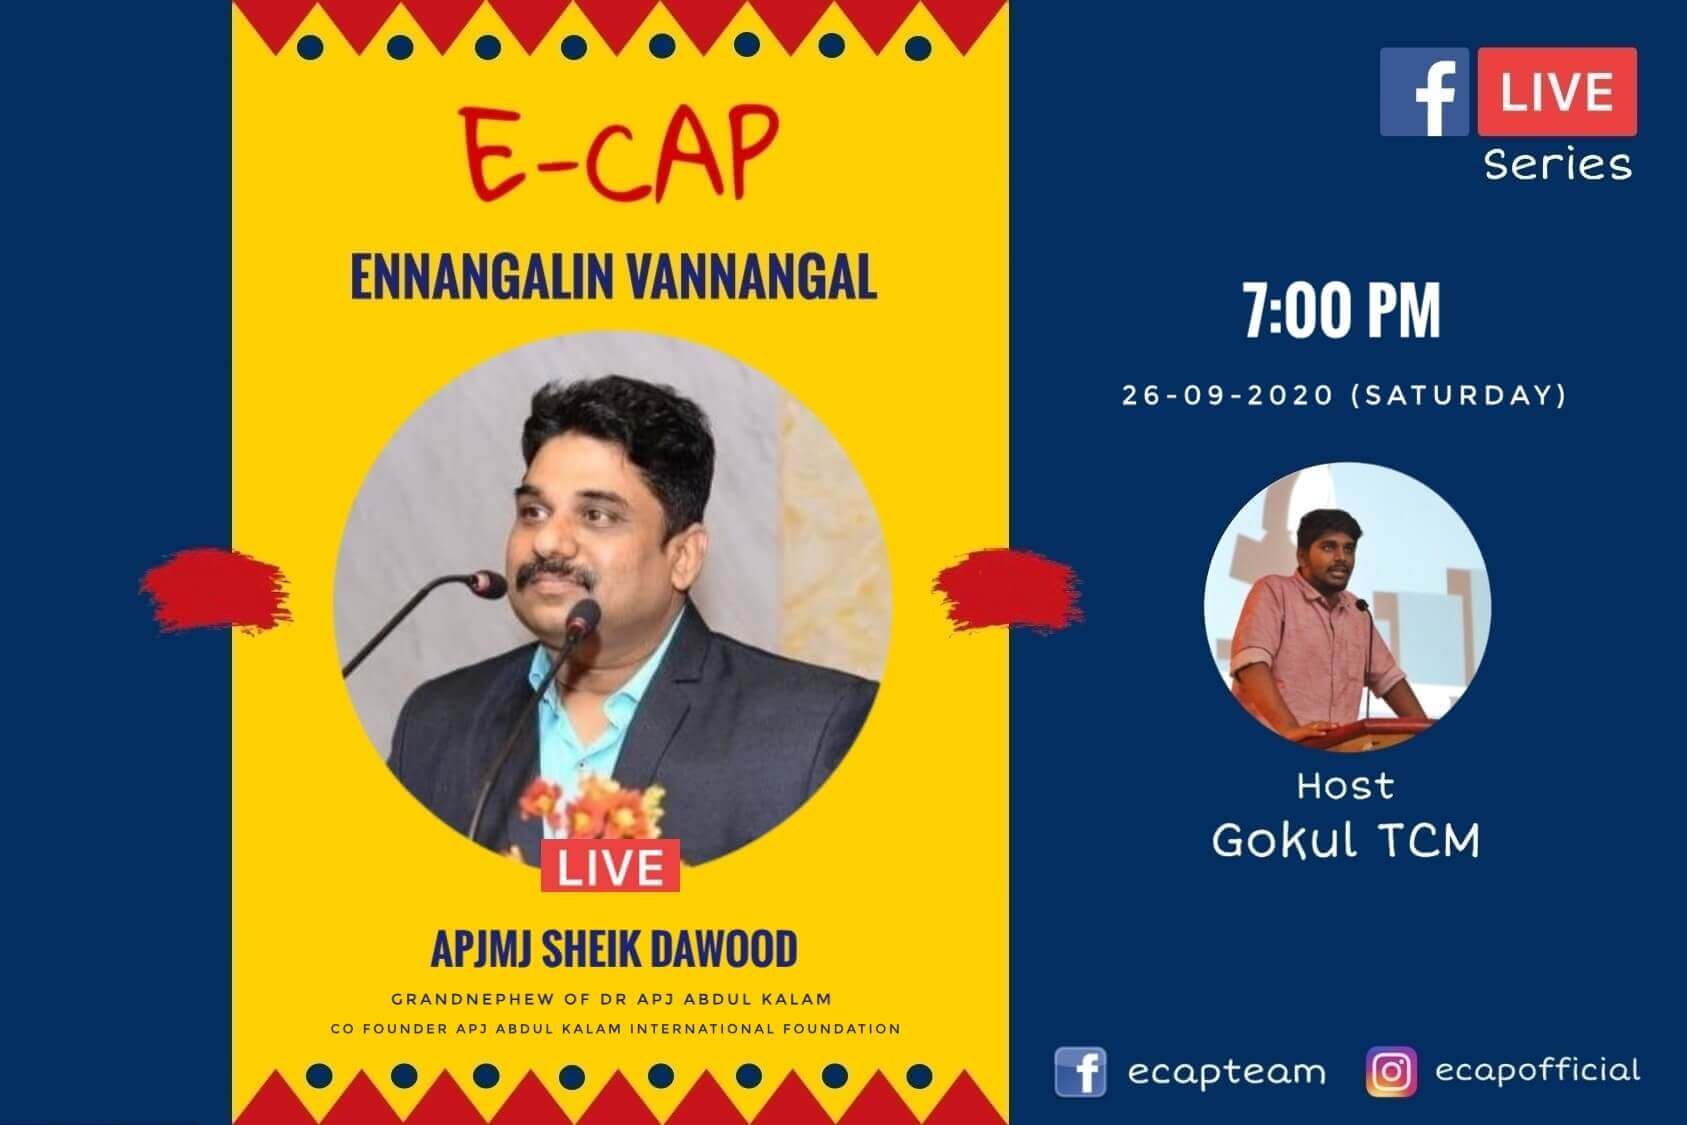 E-CAP
ENNANGALIN VANNANGAL
LIVE
APJMJ SHEIK DAWOOD
GRANDNEPHEW OF DR APJ ABDUL KALAM
CO FOUNDER APJ ABDUL KALAM INTERNATIONAL FOUNDATION
f LIVE
Series
7:00 PM
26-09-2020 (SATURDAY)
Host
Gokul TCM
f ecapteam
ecapofficial